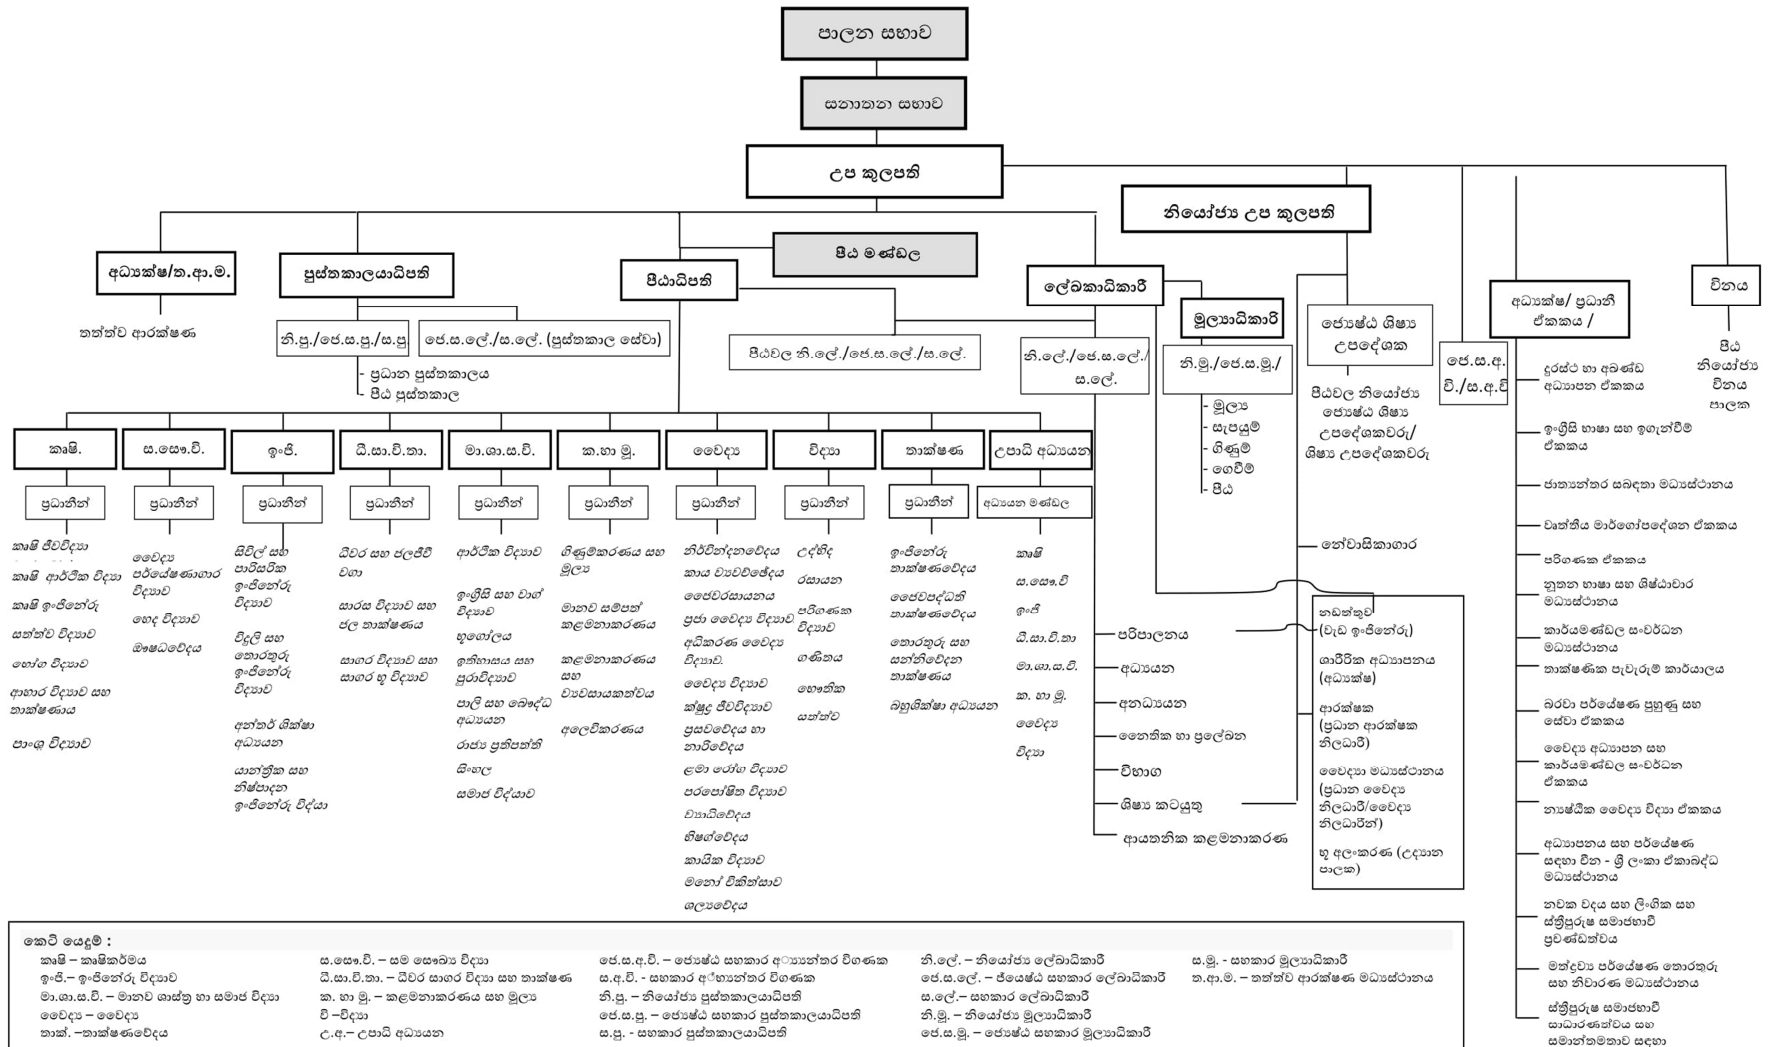 පාලන සභාව
සනාතන සභාව
උප කුලපති
නියෝජ්‍ය උප කුලපති
පීඨ මණ්ඩල
අධ්‍යක්ෂ/ත.ආ.ම.
තත්ත්ව ආරක්ෂණ
පුස්තකාලයාධිපති
නි.පු./ජේ.ස.පු./ස.පු.
ජේ.ස.ලේ./ස.ලේ. (පුස්තකාල සේවා)
- ප්‍රධාන පුස්තකාලය
- පීඨ පුස්තකාල
පීඨාධිපති
පීඨවල නි.ලේ./ජේ.ස.ලේ./ස.ලේ.
ලේඛකාධිකාරී
නි.ලේ./ජේ.ස.ලේ./
ස.ලේ.
මූල්‍යාධිකාරි
නි.මු./ජේ.ස.මූ./
- මූල්‍ය
- සැපයුම්
- ගිණුම්
- ගෙවීම්
- පීඨ
ජ්‍යෙෂ්ඨ ශිෂ්‍ය
උපදේශක
පීඨවල නියෝජ්‍ය
ජ්‍යෙෂ්ඨ ශිෂ්‍ය
උපදේශකවරු/
ශිෂ්‍ය උපදේශකවරු
ජේ.ස.අ.
වි./ස.අ.වි
අධ්‍යක්ෂ/ ප්‍රධානී
ඒකකය /
විනය
පීඨ
නියෝජ්‍ය
විනය
පාලක
කෘෂි.
ප්‍රධානීන්
කෘෂි ජීවවිද්‍යා
කෘෂි ආර්ථික විද්‍යා
කෘෂි ඉංජිනේරු
සත්ත්ව විද්‍යාව
භෝග විද්‍යාව
ආහාර විද්‍යාව සහ
තාක්ෂණය
පාංශු විද්‍යාව
ස.සෞ.වි.
ප්‍රධානීන්
වෛද්‍ය
පර්යේෂණාගාර
විද්‍යාව
හෙද විද්‍යාව
ඖෂධවේදය
ඉංජි.
ප්‍රධානීන්
සිවිල් සහ
පාරිසරික
ඉංජිනේරු
විද්‍යාව
විදුලි සහ
තොරතුරු
ඉංජිනේරු
විද්‍යාව
අන්තර් ශික්ෂා
අධ්‍යයන
යාන්ත්‍රික සහ
නිෂ්පාදන
ඉංජිනේරු විද්යා
ධී.සා.වි.තා.
ප්‍රධානීන්
ධීවර සහ ජලජීවී
වගා
සාරස විද්‍යාව සහ
ජල තාක්ෂණය
සාගර විද්‍යාව සහ
සාගර භූ විද්‍යාව
මා.ශා.ස.වි.
ප්‍රධානීන්
ආර්ථික විද්‍යාව
ඉංග්‍රීසි සහ වාග්
විද්‍යාව
භූගෝලය
ඉතිහාසය සහ
පුරාවිද්‍යාව
පාලි සහ බෞද්ධ
අධ්‍යයන
රාජ්‍ය ප්‍රතිපත්ති
සිංහල
සමාජ විද්යාව
ක.හා මූ.
ප්‍රධානීන්
ගිණුම්කරණය සහ
මූල්‍ය
මානව සම්පත්
කළමනාකරණය
කළමනාකරණය
සහ
ව්‍යවසායකත්වය
අලෙවිකරණය
වෛද්‍ය
ප්‍රධානීන්
නිර්වින්දනවේදය
කාය ව්‍යවච්ඡේදය
ජෛවරසායනය
ප්‍රජා වෛද්‍ය විද්‍යාව
අධිකරණ වෛද්‍ය
විද්‍යාව.
වෛද්‍ය විද්‍යාව
ක්ෂුද්‍ර ජීවවිද්‍යාව
ප්‍රසවවේදය හා
නාරිවේදය
ළමා රෝග විද්‍යාව
පරපෝෂිත විද්‍යාව
ව්‍යාධිවේදය
භිෂග්වේදය
කායික විද්‍යාව
මනෝ චිකිත්සාව
ශල්‍යවේදය
විද්‍යා
ප්‍රධානීන්
උද්භිද
රසායන
පරිගණක
විද්‍යාව
ගණිතය
භෞතික
සත්ත්ව
තාක්ෂණ
ප්‍රධානීන්
ඉංජිනේරු
තාක්ෂණවේදය
ජෛවපද්ධති
තාක්ෂණවේදය
තොරතුරු සහ
සන්නිවේදන
තාක්ෂණය
බහුශික්ෂා අධ්‍යයන
උපාධි අධ්‍යයන
අධ්‍යයන මණ්ඩල
කෘෂි
ස.සෞ.වි
ඉංජි
ධී.සා.වි.තා
මා.ශා.ස.වි.
ක. හා මූ.
වෛද්‍ය
විද්‍යා
පරිපාලනය
අධ්‍යයන
අනධ්‍යයන
නෛතික හා ප්‍රලේඛන
විභාග
ශිෂ්‍ය කටයුතු
ආයතනික කළමනාකරණ
නේවාසිකාගාර
නඩත්තුව
(වැඩ ඉංජිනේරු)
ශාරීරික අධ්‍යාපනය
(අධ්‍යක්ෂ)
ආරක්ෂක
(ප්‍රධාන ආරක්ෂක
නිලධාරී)
වෛද්‍යා මධ්‍යස්ථානය
(ප්‍රධාන වෛද්‍ය
නිලධාරී/වෛද්‍ය
නිලධාරීන්)
භූ අලංකරණ (උද්‍යාන
පාලක)
දුරස්ථ හා අඛණ්ඩ
අධ්‍යාපන ඒකකය
ඉංග්‍රීසි භාෂා සහ ඉගැන්වීම්
ඒකකය
ජාත්‍යන්තර සබඳතා මධ්‍යස්ථානය
වෘත්තීය මාර්ගෝපදේශන ඒකකය
පරිගණක ඒකකය
නූතන භාෂා සහ ශිෂ්ඨාචාර
මධ්‍යස්ථානය
කාර්යමණ්ඩල සංවර්ධන
මධ්‍යස්ථානය
තාක්ෂණික පැවැරුම් කාර්යාලය
බරවා පර්යේෂණ පුහුණු සහ
සේවා ඒකකය
වෛද්‍ය අධ්‍යාපන සහ
කාර්යමණ්ඩල සංවර්ධන
ඒකකය
න්‍යෂ්ඨික වෛද්‍ය විද්‍යා ඒකකය
අධ්‍යාපනය සහ පර්යේෂණ
සඳහා චීන - ශ්‍රී ලංකා ඒකාබද්ධ
මධ්‍යස්ථානය
නවක වදය සහ ලිංගික සහ
ස්ත්‍රීපුරුෂ සමාජභාවී
ප්‍රචණ්ඩත්වය
මත්ද්‍රව්‍ය පර්යේෂණ තොරතුරු
සහ නිවාරණ මධ්‍යස්ථානය
ස්ත්‍රීපුරුෂ සමාජභාවී
සාධාරණත්වය සහ
සමාන්තමතාව සඳහා
කෙටි යෙදුම් :
කෘෂි – කෘෂිකර්මය
ඉංජි.– ඉංජිනේරු විද්‍යාව
මා.ශා.ස.වි. – මානව ශාස්ත්‍ර හා සමාජ විද්‍යා
වෛද්‍ය – වෛද්‍ය
තාක්. –තාක්ෂණවේදය
ස.සෞ.වි. – සම සෞඛ්‍ය විද්‍යා
ධී.සා.වි.තා. – ධීවර සාගර විද්‍යා සහ තාක්ෂණ
ක. හා මු. – කළමනාකරණය සහ මූල්‍ය
වි –විද්‍යා
උ.අ.– උපාධි අධ්‍යයන
ජේ.ස.අ.වි. – ජ්‍යෙෂ්ඨ සහකාර අභ්‍යන්තර විගණක
ස.අ.වි. - සහකාර අභ්‍යන්තර විගණක
නි.පු. – නියෝජ්‍ය පුස්තකාලයාධිපති
ජේ.ස.පු. – ජ්‍යෙෂ්ඨ සහකාර පුස්තකාලයාධිපති
ස.පු. - සහකාර පුස්තකාලයාධිපති
නි.ලේ. – නියෝජ්‍ය ලේඛාධිකාරී
ජේ.ස.ලේ. – ජ්යෙෂ්ඨ සහකාර ලේඛාධිකාරී
ස.ලේ.– සහකාර ලේඛාධිකාරී
නි.මූ. – නියෝජ්‍ය මූල්‍යාධිකාරී
ජේ.ස.මූ. – ජ්‍යෙෂ්ඨ සහකාර මූල්‍යාධිකාරී
ස.මූ. - සහකාර මූල්‍යාධිකාරී
ත.ආ.ම. – තත්ත්ව ආරක්ෂණ මධ්‍යස්ථානය